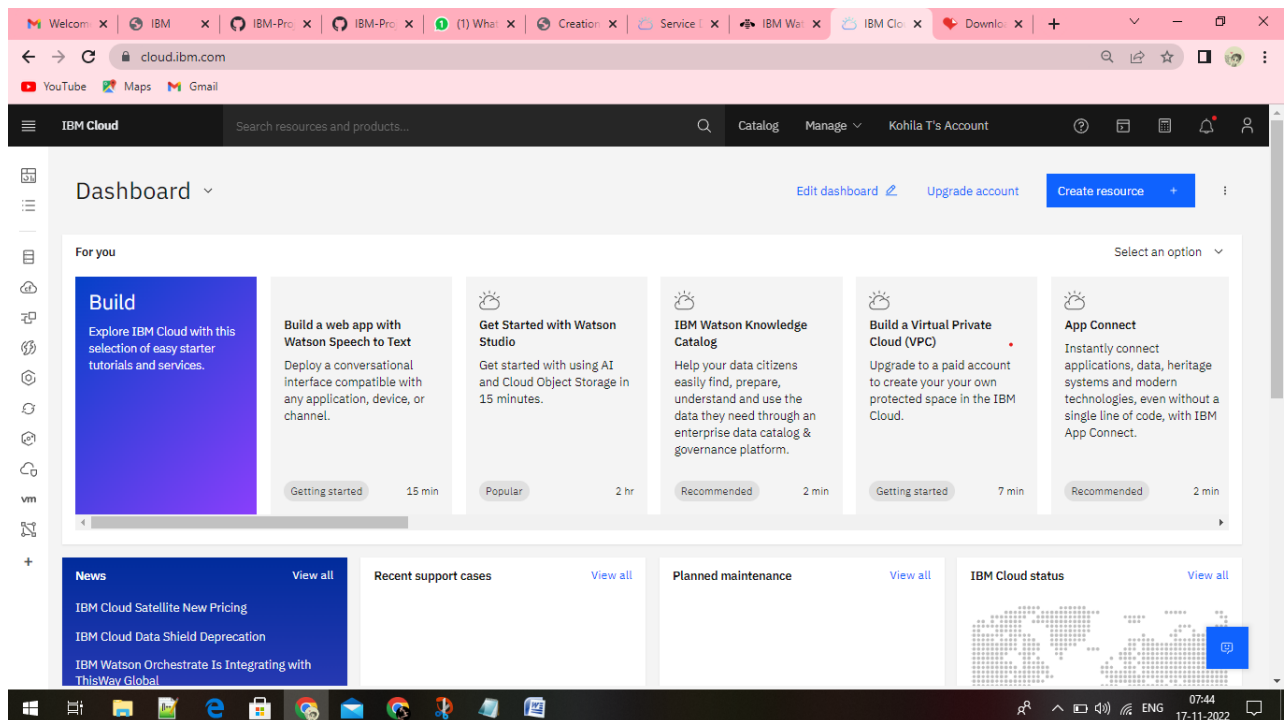 Welcom
IBM
IBM-Pro
IBM-Proj
(1) What
Creation
Service
IBM Wat
IBM Clo
Downlo
cloud.ibm.com
YouTube Maps Gmail
IBM Cloud Search resources and products... Catalog Manage Kohila T's Account
Dashboard Edit dashboard Upgrade account Create resource +
For you Select an option
Build
Explore IBM Cloud with this
selection of easy starter
tutorials and services.
Build a web app with
Watson Speech to Text
Deploy a conversational
interface compatible with
any application, device, or
channel.
Getting started 15 min
Get Started with Watson
Studio
Get started with using AI
and Cloud Object Storage in
15 minutes.
Popular 2 hr
IBM Watson Knowledge
Catalog
Help your data citizens
easily find, prepare,
understand and use the
data they need through an
enterprise data catalog &
governance platform.
Recommended 2 min
Build a Virtual Private
Cloud (VPC)
Upgrade to a paid account
to create your your own
protected space in the IBM
Cloud.
Getting started 7 min
App Connect
Instantly connect
applications, data, heritage
systems and modern
technologies, even without a
single line of code, with IBM
App Connect.
Recommended 2 min
vm
News View all
IBM Cloud Satellite New Pricing
IBM Cloud Data Shield Deprecation
IBM Watson Orchestrate Is Integrating with
ThisWay Global
Recent support cases View all
Planned maintenance View all
IBM Cloud status View all
ENG
07:44
17-11-2022